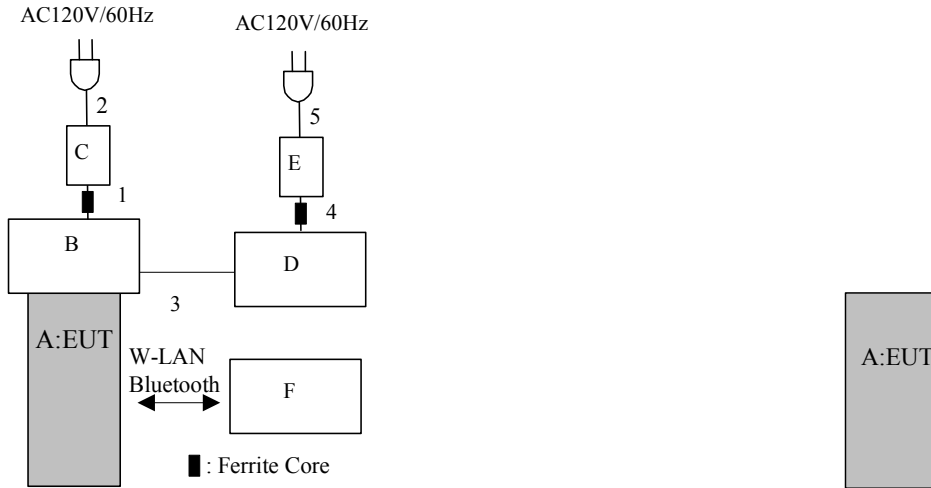 AC120V/60Hz
AC120V/60Hz
2
5
C
E
1
4
B
D
3
A:EUT
A:EUT
W-LAN
Bluetooth
F
: Ferrite Core